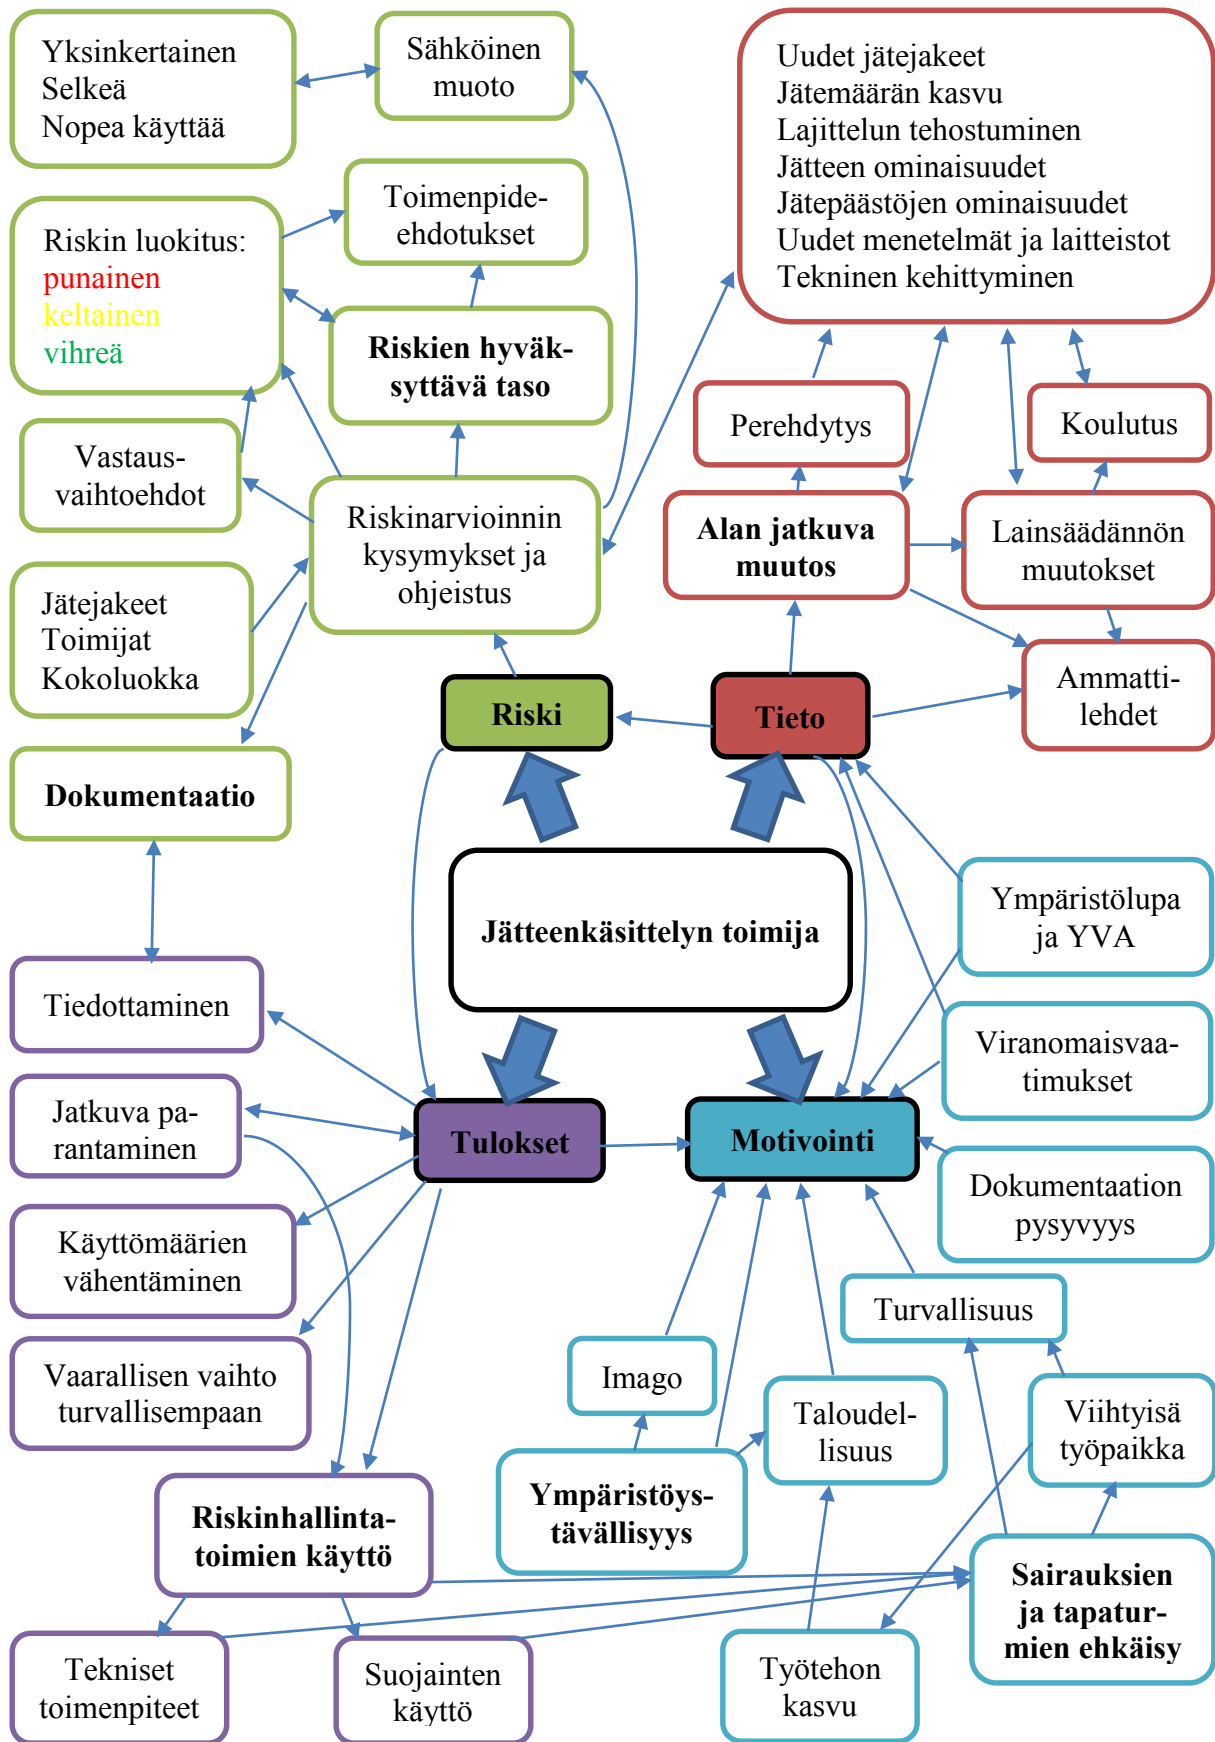 Yksinkertainen
Selkeä
Nopea käyttää
Sähköinen
muoto
Uudet jätejakeet
Jätemäärän kasvu
Lajittelun tehostuminen
Jätteen ominaisuudet
Jätepäästöjen ominaisuudet
Uudet menetelmät ja laitteistot
Tekninen kehittyminen
Toimenpide-
ehdotukset
Riskin luokitus:
punainen
keltainen
vihreä
Riskien hyväk-
syttävä taso
Perehdytys
Koulutus
Vastaus-
vaihtoehdot
Riskinarvioinnin
kysymykset ja
ohjeistus
Alan jatkuva
muutos
Lainsäädännön
muutokset
Jätejakeet
Toimijat
Kokoluokka
Riski
Tieto
Ammatti-
lehdet
Dokumentaatio
Jätteenkäsittelyn toimija
Ympäristölupa
ja YVA
Tiedottaminen
Viranomaisvaa-
timukset
Jatkuva pa-
rantaminen
Tulokset
Motivointi
Dokumentaation
pysyvyys
Käyttömäärien
vähentäminen
Turvallisuus
Vaarallisen vaihto
turvallisempaan
Imago
Taloudel-
lisuus
Viihtyisä
työpaikka
Riskinhallinta-
toimien käyttö
Ympäristöys-
tävällisyys
Sairauksien
ja tapatur-
mien ehkäisy
Tekniset
toimenpiteet
Suojainten
käyttö
Työtehon
kasvu